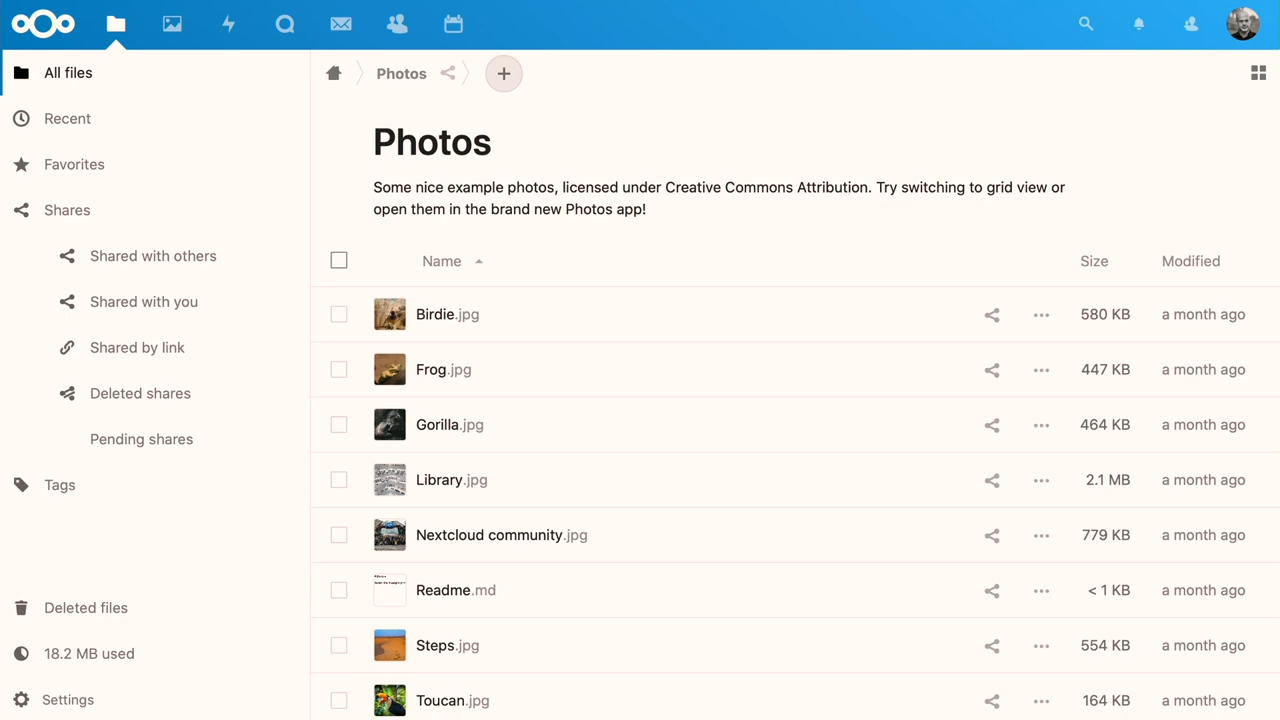 All files
Recent
Favorites
Shares
Shared with others
Shared with you
Shared by link
Deleted shares
Pending shares
Tags
Deleted files
18.2 MB used
Settings
Photos
Photos
Some nice example photos, licensed under Creative Commons Attribution. Try switching to grid view or
open them in the brand new Photos app!
Name Size Modified
Birdie.jpg 580 KB a month ago
Frog.jpg 447 KB a month ago
Gorilla.jpg 464 KB a month ago
Library.jpg 2.1 MB a month ago
Nextcloud community.jpg 779 KB a month ago
Readme.md < 1 KB a month ago
Steps.jpg 554 KB a month ago
Toucan.jpg 164 KB a month ago